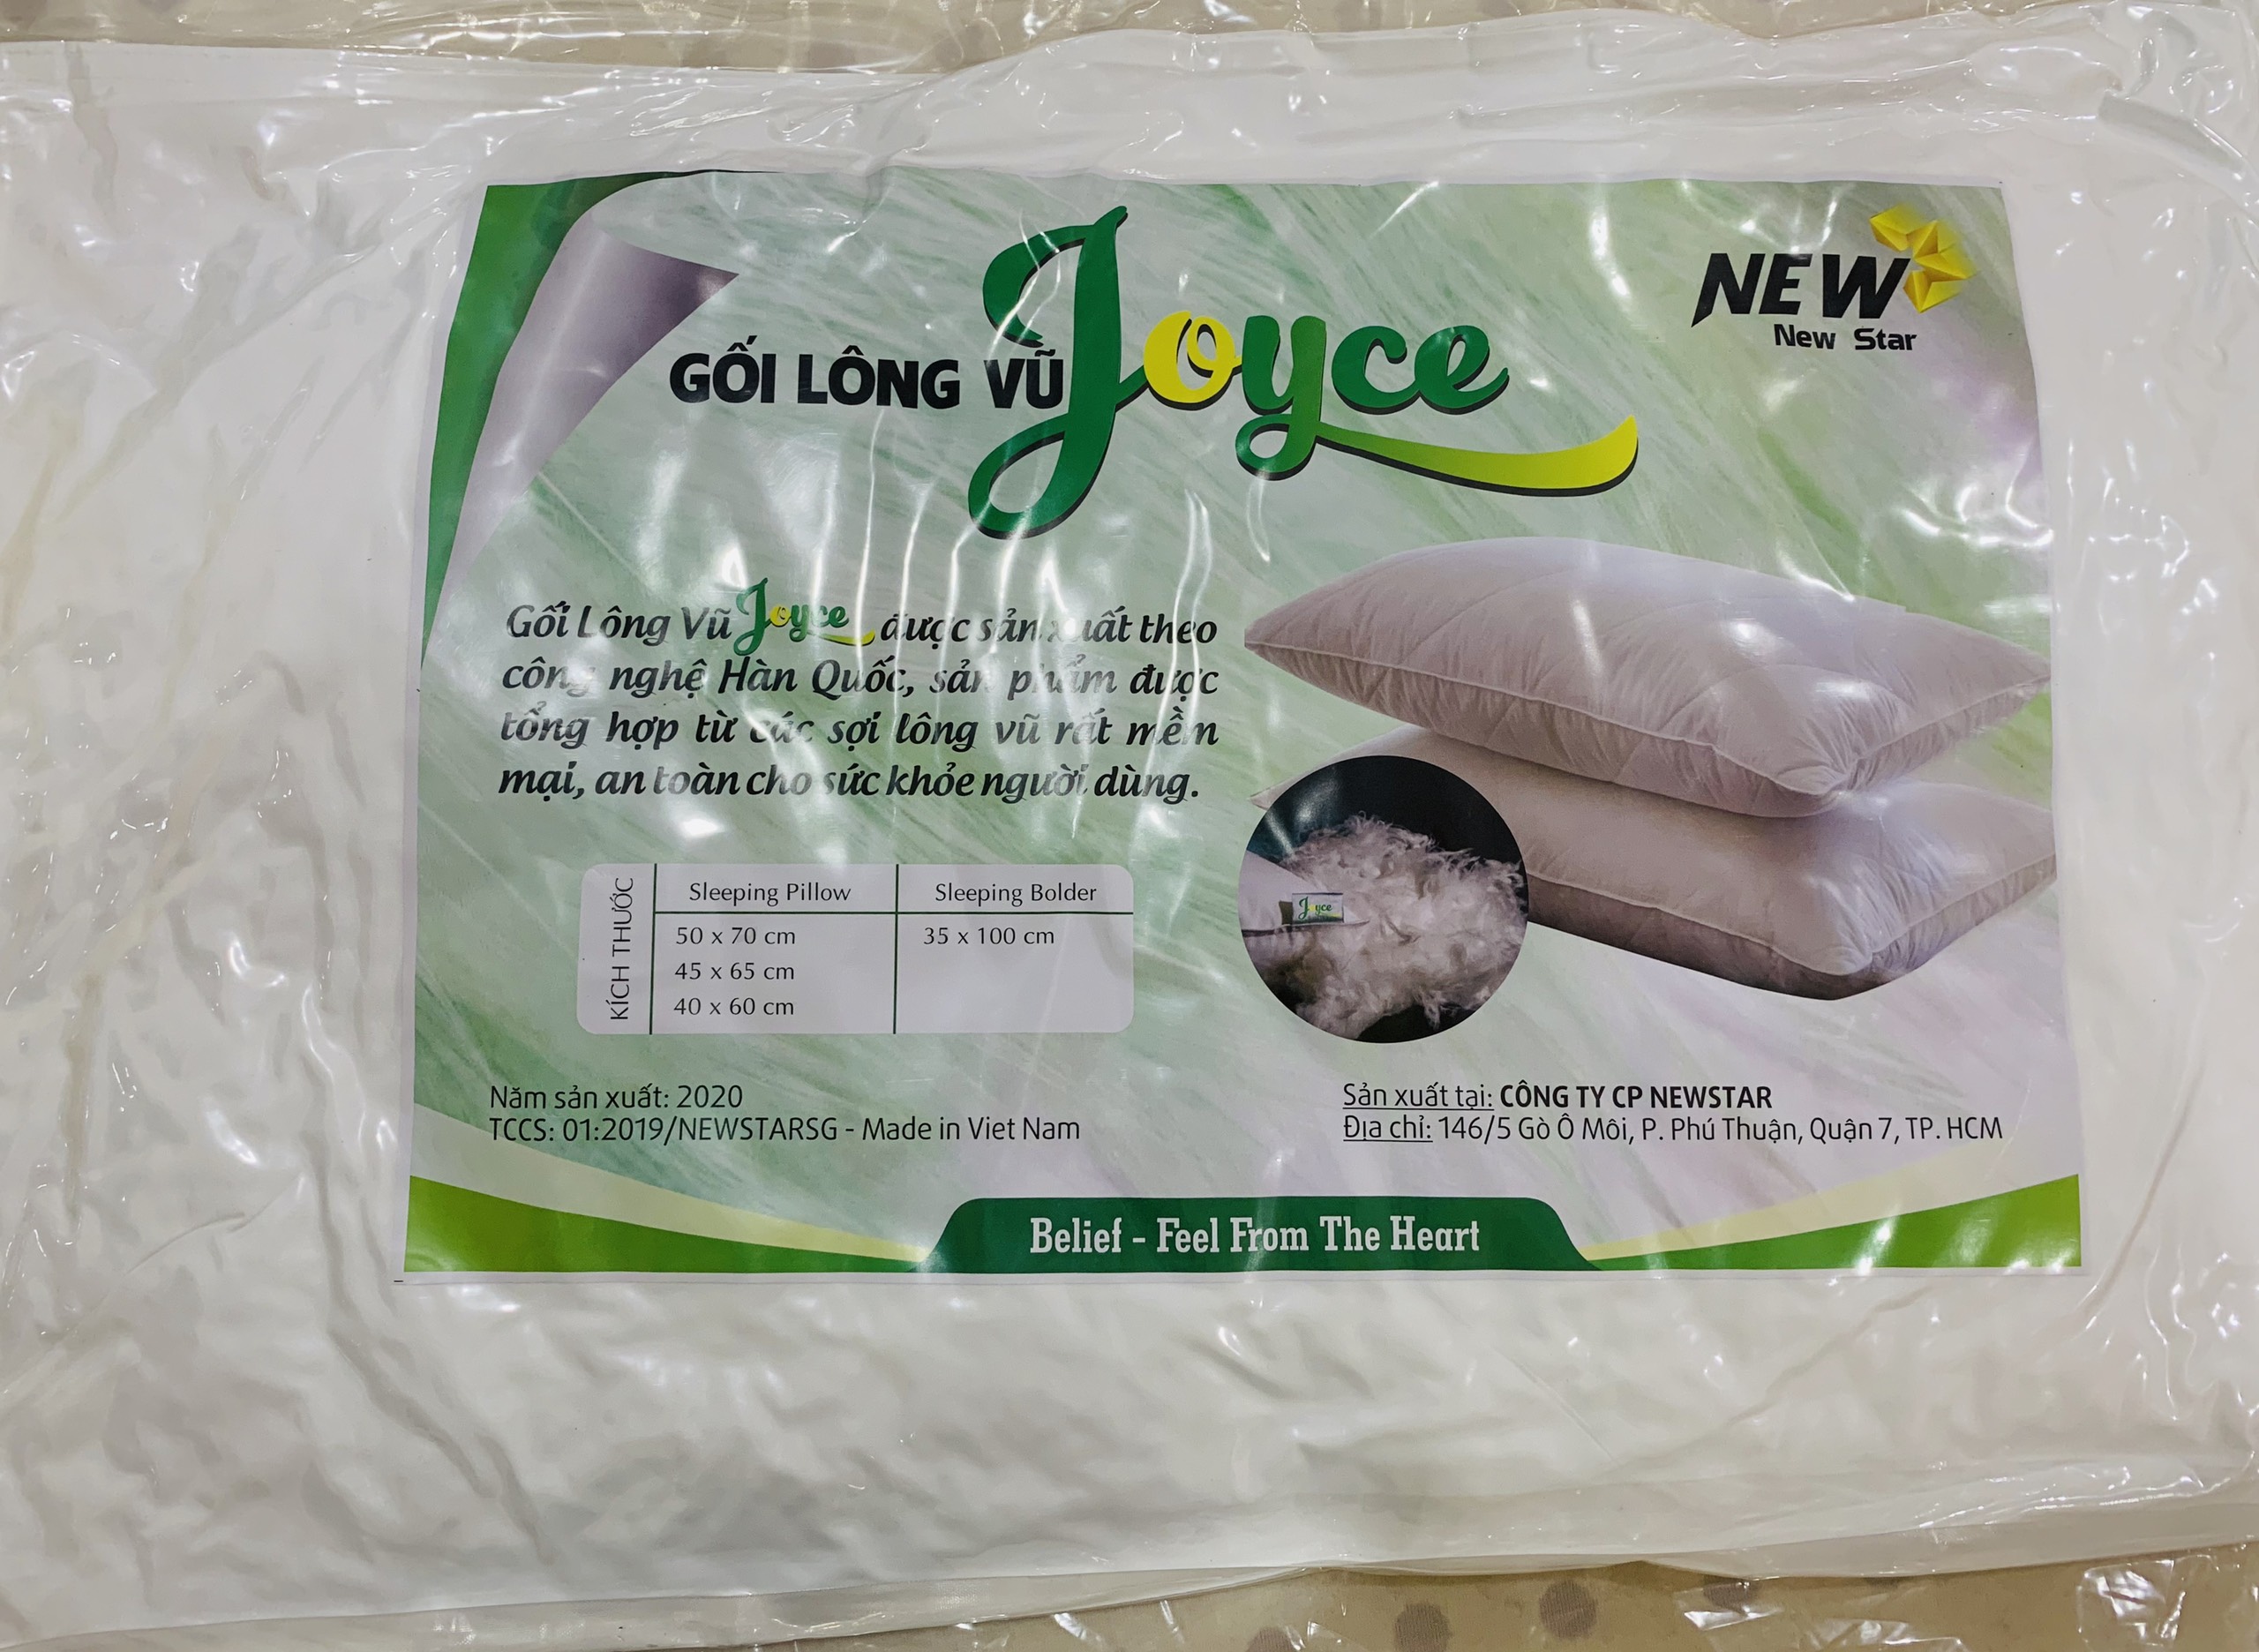 NEW
New Star
GỐI LÔNG VŨ Joyce
Gối Lông Vũ Joyce được sản xuất theo
công nghệ Hàn Quốc, sản phẩm được
tổng hợp từ các sợi lông vũ rất mềm
mại, an toàn cho sức khỏe người dùng.
KÍCH THƯỚC
Sleeping Pillow
50 x 70 cm
45 x 65 cm
40 x 60 cm
Sleeping Bolder
35 x 100 cm
Joyce
Năm sản xuất: 2020
TCCS: 01:2019/NEWSTARSG - Made in Viet Nam
Sản xuất tại: CÔNG TY CP NEWSTAR
Địa chỉ: 146/5 Gò Ô Môi, P. Phú Thuận, Quận 7, TP. HCM
Belief - Feel From The Heart